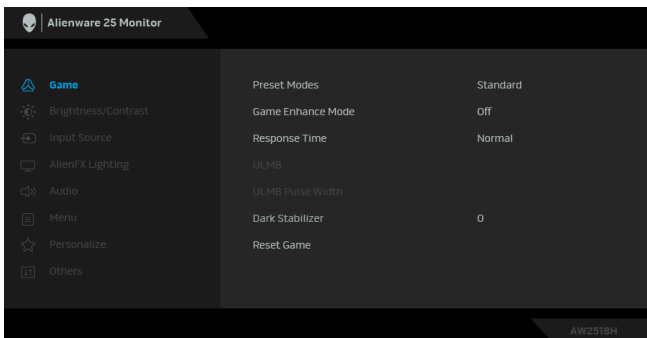 Alienware 25 Monitor
Game
Brightness/Contrast
Input Source
AlienFX Lighting
Audio
Menu
Personalize
Others
Preset Modes Standard
Game Enhance Mode Off
Response Time Normal
ULMB
ULMB Pulse Width
Dark Stabilizer 0
Reset Game
AW2518H